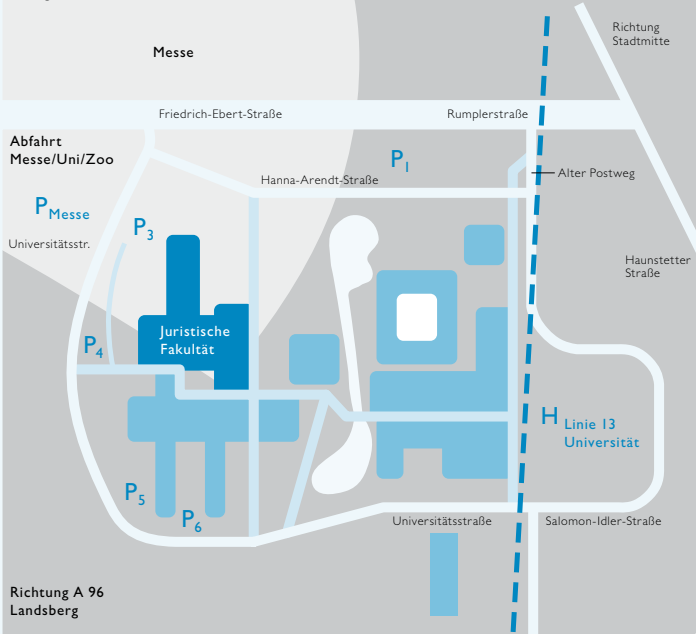 Richtung
Stadtmitte
Messe
Friedrich-Ebert-Straße
Rumplerstraße
Abfahrt
Messe/Uni/Zoo
P1
Alter Postweg
Hanna-Arendt-Straße
PMesse
P3
Universitätsstr.
Haunstetter
Straße
Juristische
Fakultät
P4
H Linie 13
Universität
P5
P6
Universitätsstraße
Salomon-Idler-Straße
Richtung A 96
Landsberg